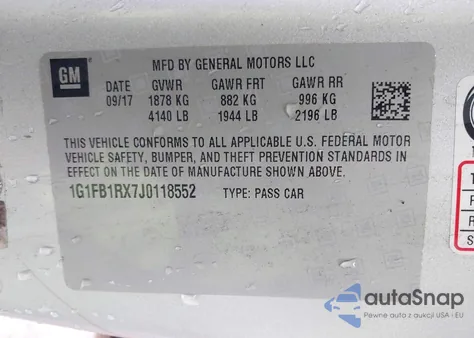 GM
MFD BY GENERAL MOTORS LLC
DATE GVWR GAWR FRT GAWR RR
09/17 1878 KG 882 KG 996 KG
4140 LB 1944 LB 2196 LB
THIS VEHICLE CONFORMS TO ALL APPLICABLE U.S. FEDERAL MOTOR
VEHICLE SAFETY, BUMPER, AND THEFT PREVENTION STANDARDS IN
EFFECT ON THE DATE OF MANUFACTURE SHOWN ABOVE.
1G1FB1RX7J0118552 TYPE: PASS CAR
autoSnap
Pewne auta z aukcji USA - EU